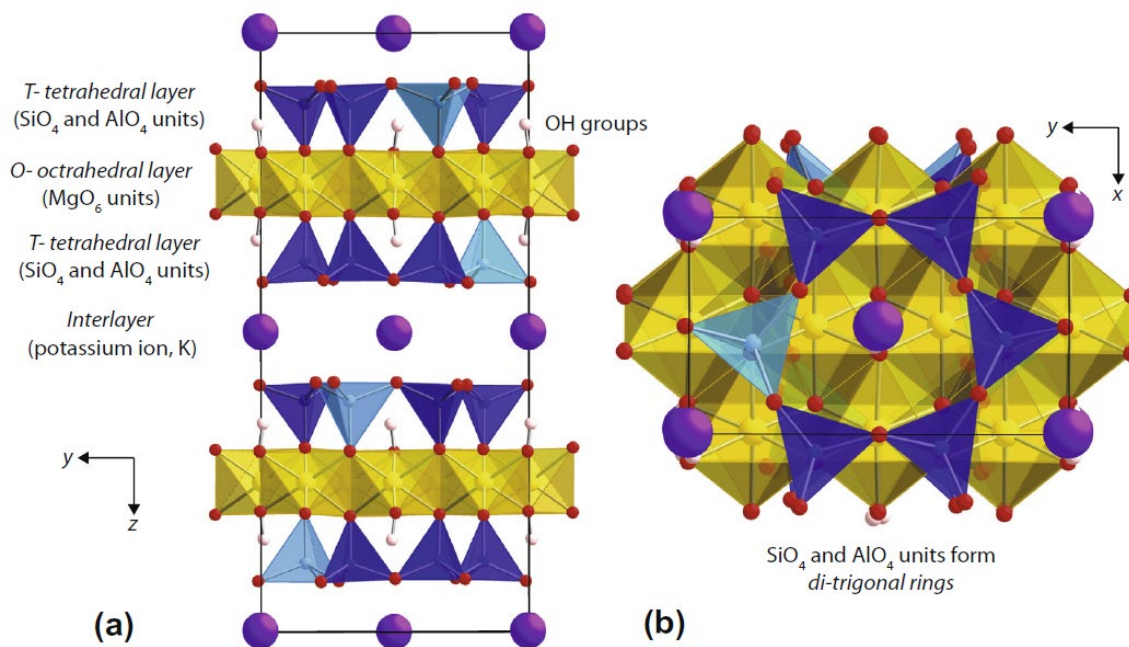 T- tetrahedral layer
(SiO4 and AlO4 units)
OH groups
O- octrahedral layer
(MgO6 units)
T- tetrahedral layer
(SiO4 and AlO4 units)
Interlayer
(potassium ion, K)
y
z
(a)
y
x
SiO4 and AlO4 units form
di-trigonal rings
(b)